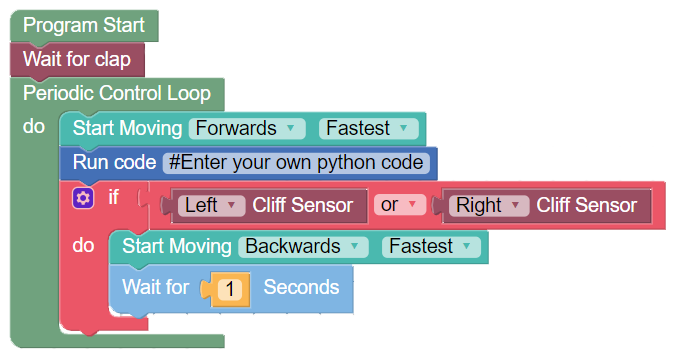 Program Start
Wait for clap
Periodic Control Loop
do Start Moving Forwards Fastest
Run code #Enter your own python code
if Left Cliff Sensor or Right Cliff Sensor
do Start Moving Backwards Fastest
Wait for 1 Seconds